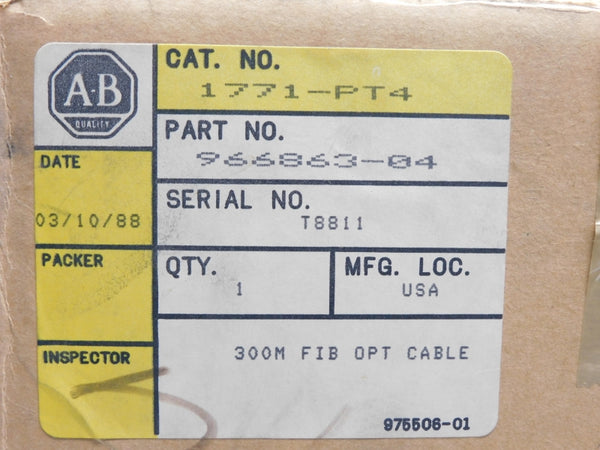 A-B
QUALITY
CAT. NO.
1771-PT4
PART NO.
966863-04
DATE
03/10/88
SERIAL NO.
T8811
PACKER
QTY.
1
MFG. LOC.
USA
INSPECTOR
300M FIB OPT CABLE
975506-01